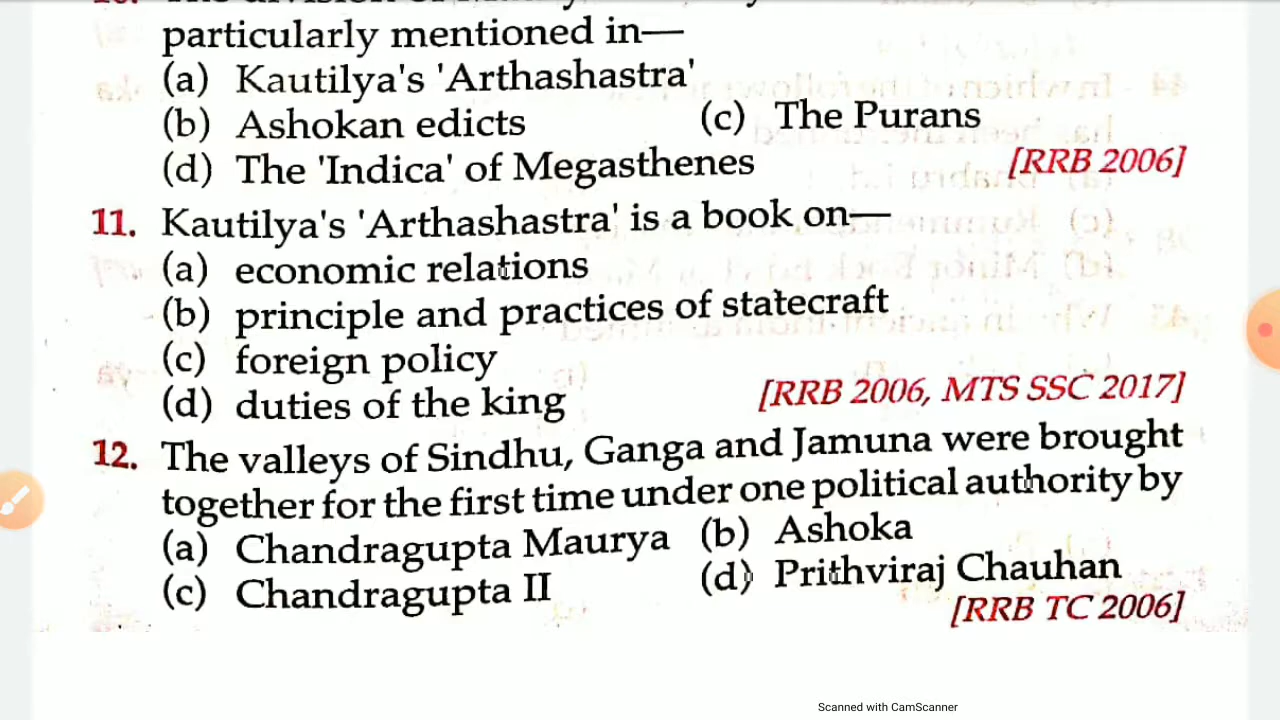 particularly mentioned in—
(a) Kautilya's 'Arthashastra'
(b) Ashokan edicts (c) The Purans
(d) The 'Indica' of Megasthenes [RRB 2006]
11. Kautilya's 'Arthashastra' is a book on—
(a) economic relations
(b) principle and practices of statecraft
(c) foreign policy
(d) duties of the king [RRB 2006, MTS SSC 2017]
12. The valleys of Sindhu, Ganga and Jamuna were brought
together for the first time under one political authority by
(a) Chandragupta Maurya (b) Ashoka
(c) Chandragupta II (d) Prithviraj Chauhan
[RRB TC 2006]
Scanned with CamScanner